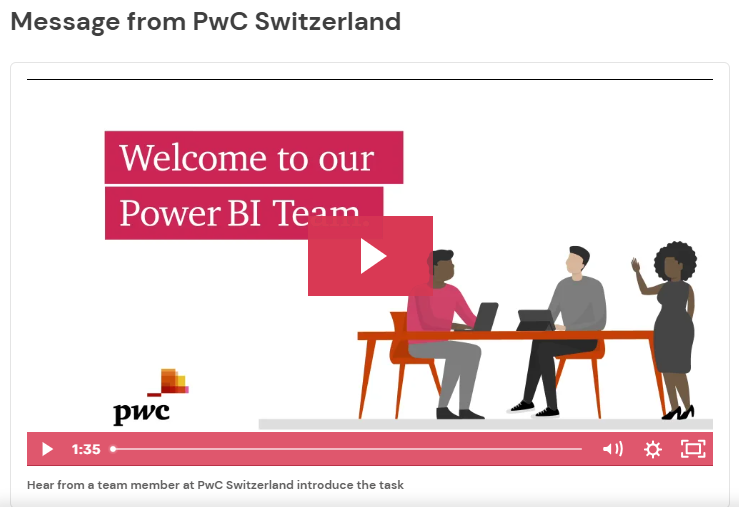 Message from PwC Switzerland
Welcome to our
Power BI Team.
pwc
1:35
Hear from a team member at PwC Switzerland introduce the task